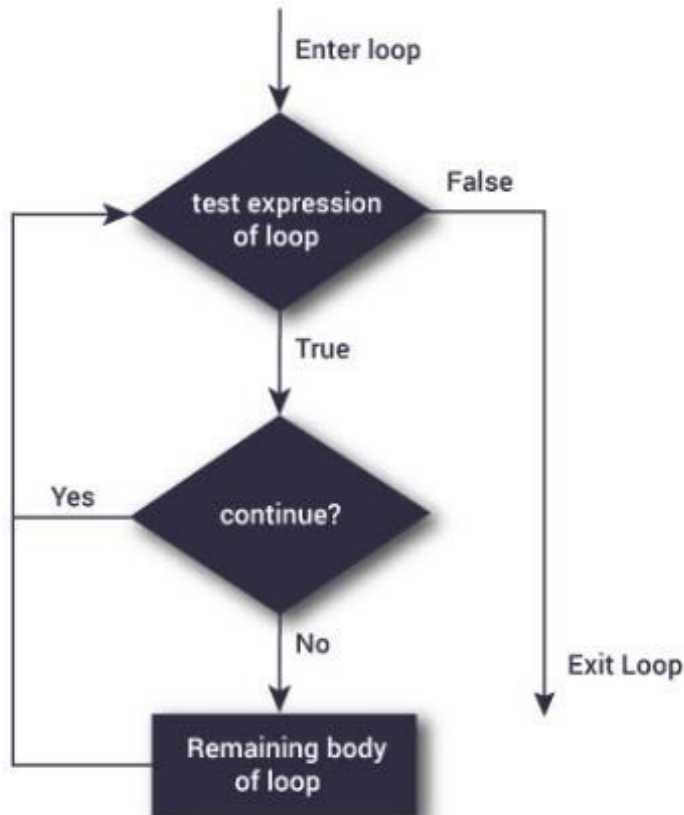 Enter loop
test expression
of loop
False
True
continue?
Yes
No
Exit Loop
Remaining body
of loop